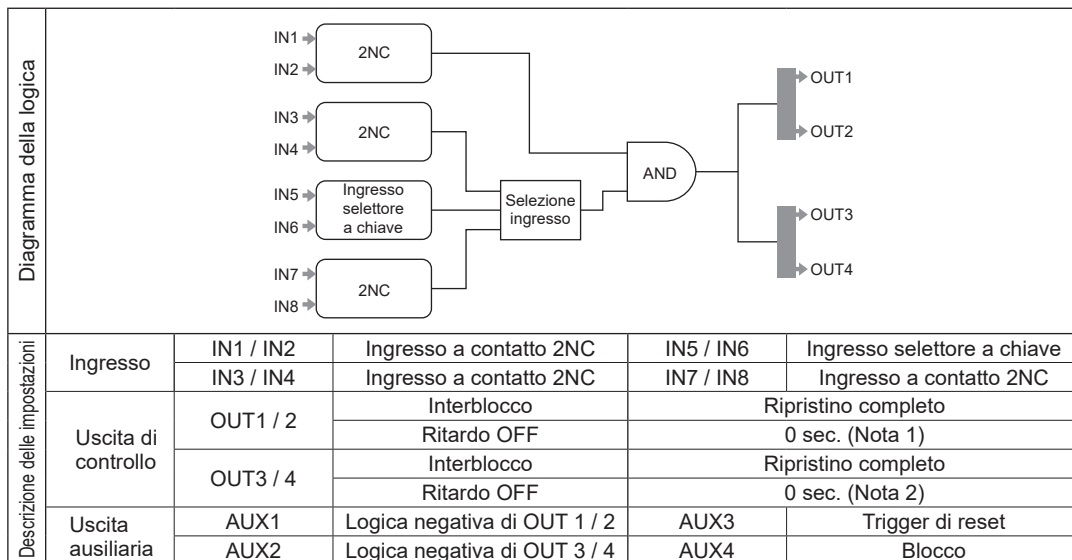 Diagramma della logica
IN1
IN2
2NC
IN3
IN4
2NC
IN5
IN6
Ingresso
selettore
a chiave
IN7
IN8
2NC
Selezione
ingresso
AND
OUT1
OUT2
OUT3
OUT4
Descrizione delle impostazioni
Ingresso
IN1 / IN2 Ingresso a contatto 2NC IN5 / IN6 Ingresso selettore a chiave
IN3 / IN4 Ingresso a contatto 2NC IN7 / IN8 Ingresso a contatto 2NC
Uscita di
controllo
OUT1 / 2
Interblocco Ripristino completo
Ritardo OFF 0 sec. (Nota 1)
OUT3 / 4
Interblocco Ripristino completo
Ritardo OFF 0 sec. (Nota 2)
Uscita
ausiliaria
AUX1 Logica negativa di OUT 1 / 2 AUX3 Trigger di reset
AUX2 Logica negativa di OUT 3 / 4 AUX4 Blocco